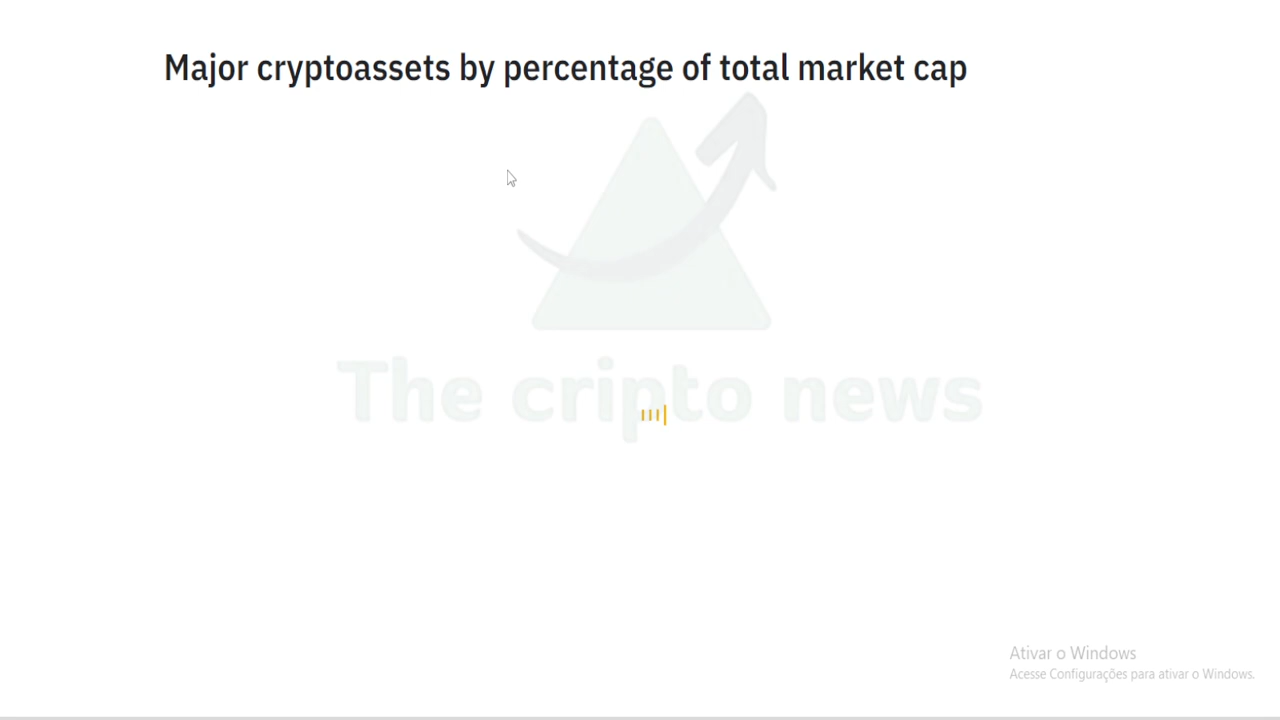 Major cryptoassets by percentage of total market cap
The cripto news
Ativar o Windows
Acesse Configurações para ativar o Windows.